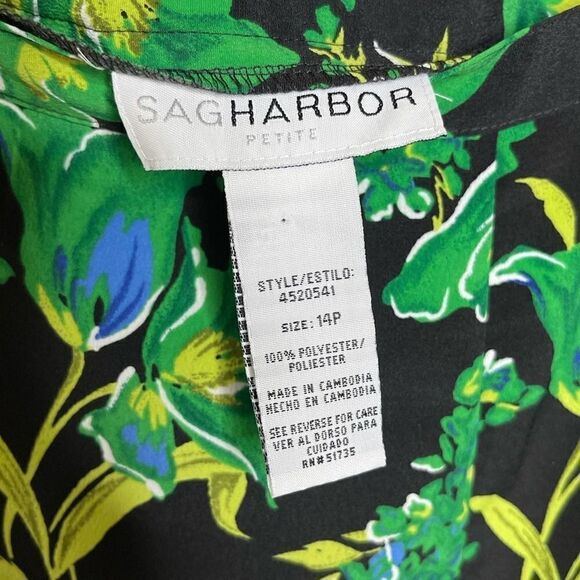 SAGHARBOR
PETITE
STYLE/ESTILO:
4520541
SIZE: 14P
100% POLYESTER/
POLIESTER
MADE IN CAMBODIA
HECHO EN CAMBODIA
SEE REVERSE FOR CARE
VER AL DORSO PARA
CUIDADO
RN#51735